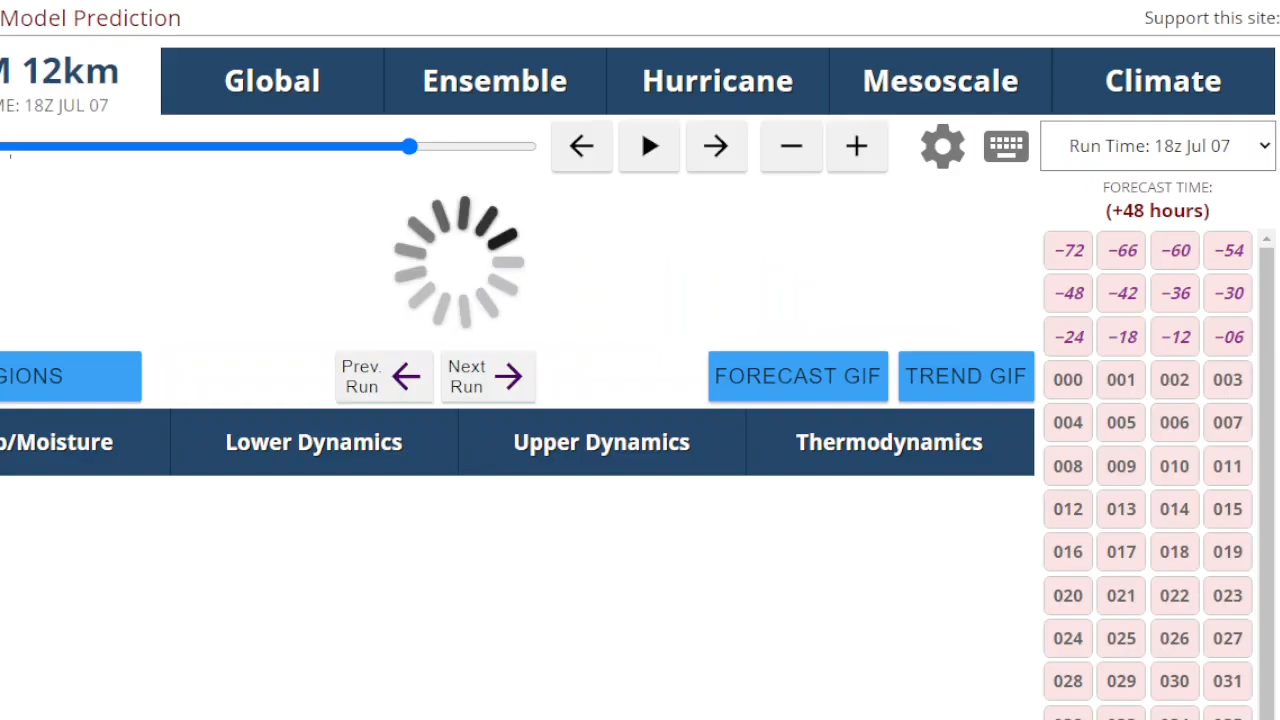 Model Prediction
Support this site:
12km
E: 18Z JUL 07
Global
Ensemble
Hurricane
Mesoscale
Climate
Run Time: 18z Jul 07
FORECAST TIME:
(+48 hours)
−72 −66 −60 −54
−48 −42 −36 −30
−24 −18 −12 −06
000 001 002 003
004 005 006 007
008 009 010 011
012 013 014 015
016 017 018 019
020 021 022 023
024 025 026 027
028 029 030 031
GIONS
Prev.
Run
Next
Run
FORECAST GIF
TREND GIF
/Moisture
Lower Dynamics
Upper Dynamics
Thermodynamics